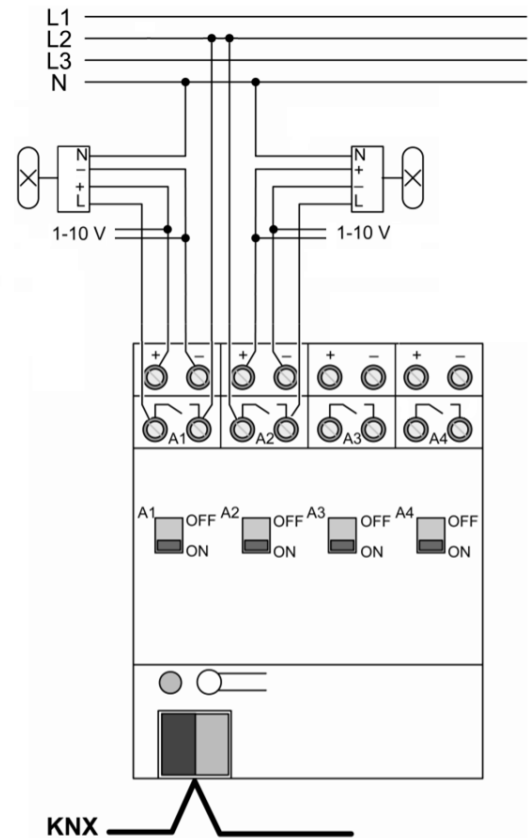 L1
L2
L3
N
N
–
+
L
1-10 V
N
+
–
L
1-10 V
+ – + – + – + –
A1 A2 A3 A4
A1 OFF A2 OFF A3 OFF A4 OFF
ON ON ON ON
KNX